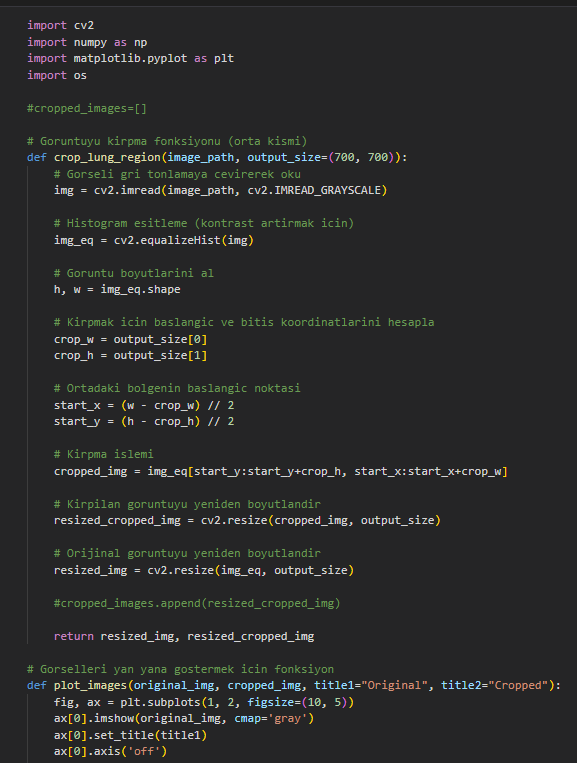 import cv2
import numpy as np
import matplotlib.pyplot as plt
import os
#cropped_images=[]
# Goruntuyu kirpma fonksiyonu (orta kismi)
def crop_lung_region(image_path, output_size=(700, 700)):
# Gorseli gri tonlamaya cevirerek oku
img = cv2.imread(image_path, cv2.IMREAD_GRAYSCALE)
# Histogram esitleme (kontrast artirmak icin)
img_eq = cv2.equalizeHist(img)
# Goruntu boyutlarini al
h, w = img_eq.shape
# Kirpmak icin baslangic ve bitis koordinatlarini hesapla
crop_w = output_size[0]
crop_h = output_size[1]
# Ortadaki bolgenin baslangic noktasi
start_x = (w - crop_w) // 2
start_y = (h - crop_h) // 2
# Kirpma islemi
cropped_img = img_eq[start_y:start_y+crop_h, start_x:start_x+crop_w]
# Kirpilan goruntuyu yeniden boyutlandir
resized_cropped_img = cv2.resize(cropped_img, output_size)
# Orijinal goruntuyu yeniden boyutlandir
resized_img = cv2.resize(img_eq, output_size)
#cropped_images.append(resized_cropped_img)
return resized_img, resized_cropped_img
# Gorselleri yan yana gostermek icin fonksiyon
def plot_images(original_img, cropped_img, title1="Original", title2="Cropped"):
fig, ax = plt.subplots(1, 2, figsize=(10, 5))
ax[0].imshow(original_img, cmap='gray')
ax[0].set_title(title1)
ax[0].axis('off')